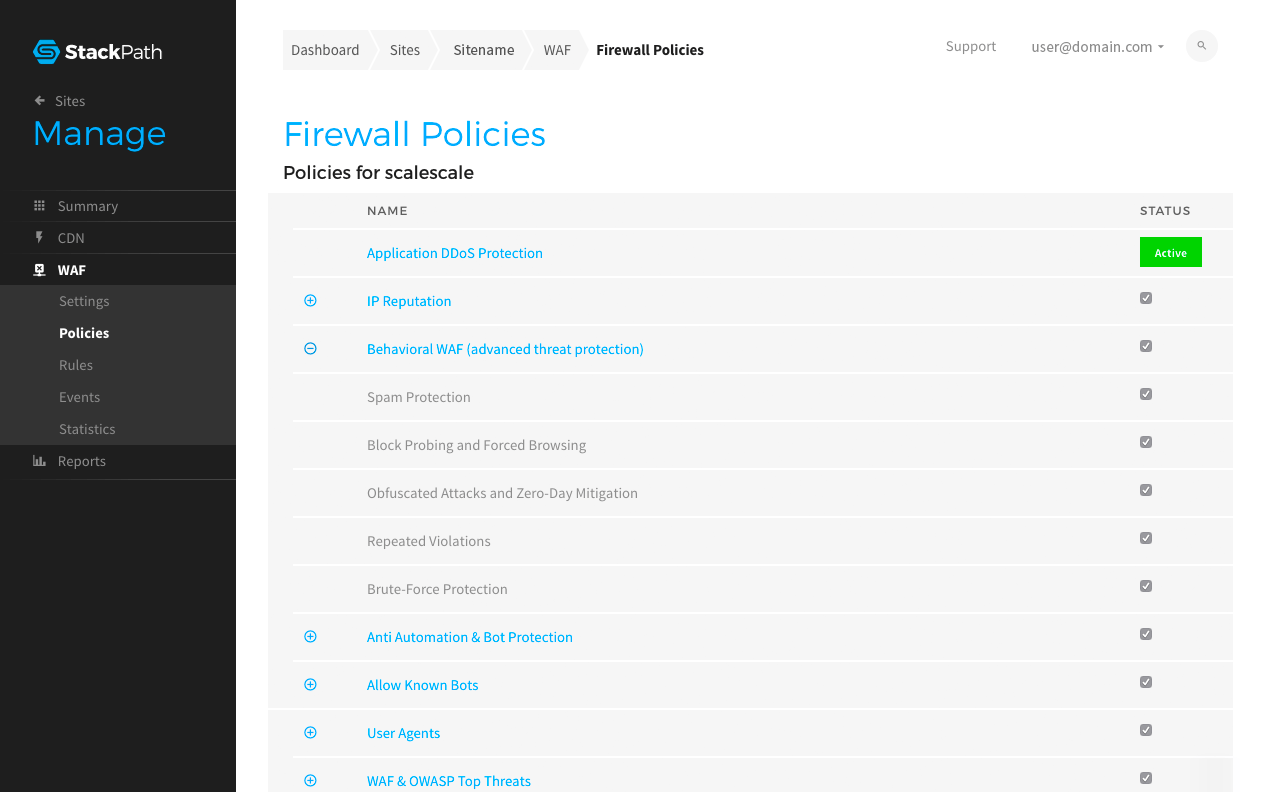 StackPath
Sites
Manage
Summary
CDN
WAF
Settings
Policies
Rules
Events
Statistics
Reports
Dashboard Sites Sitename WAF Firewall Policies
Support user@domain.com
Firewall Policies
Policies for scalescale
NAME STATUS
Application DDoS Protection Active
IP Reputation
Behavioral WAF (advanced threat protection)
Spam Protection
Block Probing and Forced Browsing
Obfuscated Attacks and Zero-Day Mitigation
Repeated Violations
Brute-Force Protection
Anti Automation & Bot Protection
Allow Known Bots
User Agents
WAF & OWASP Top Threats